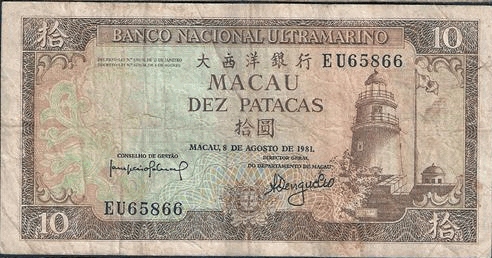 拾 BANCO NACIONAL ULTRAMARINO 10
大西洋銀行 EU65866
MACAU
DEZ PATACAS
拾圓
MACAU, 8 DE AGOSTO DE 1981.
CONSELHO DE GESTÃO
DIRECTOR GERAL
DO DEPARTAMENTO DE MACAU
EU65866
10 拾